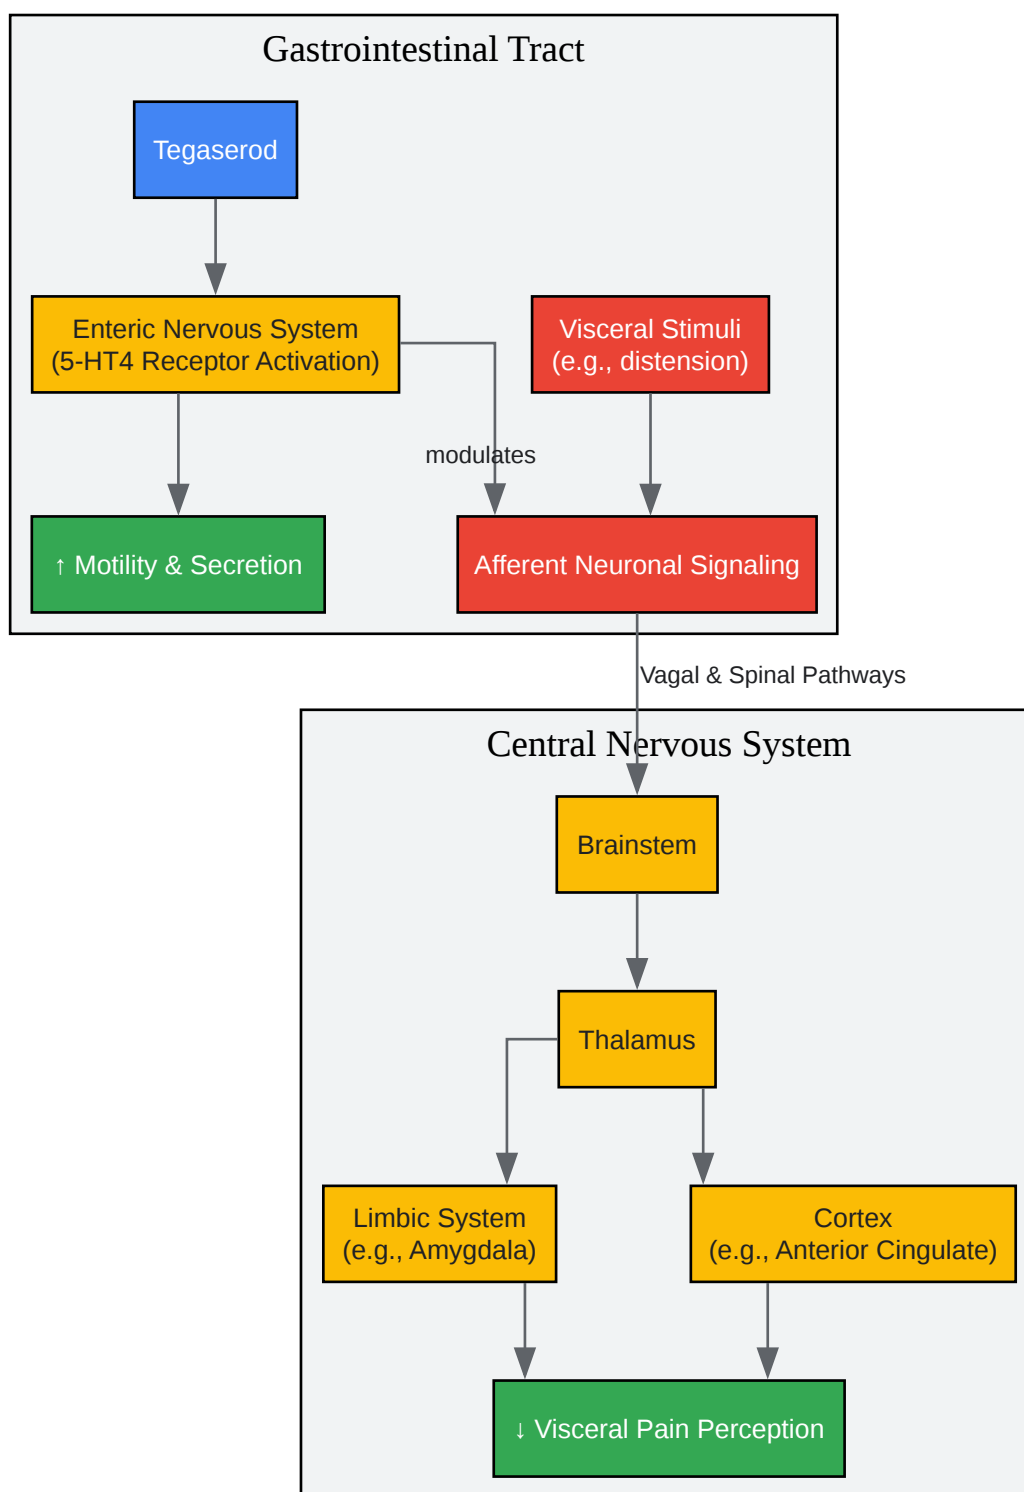 Gastrointestinal Tract
Tegaserod
Enteric Nervous System
(5-HT4 Receptor Activation)
Visceral Stimuli
(e.g., distension)
modulates
↑ Motility & Secretion
Afferent Neuronal Signaling
Vagal & Spinal Pathways
Central Nervous System
Brainstem
Thalamus
Limbic System
(e.g., Amygdala)
Cortex
(e.g., Anterior Cingulate)
↓ Visceral Pain Perception